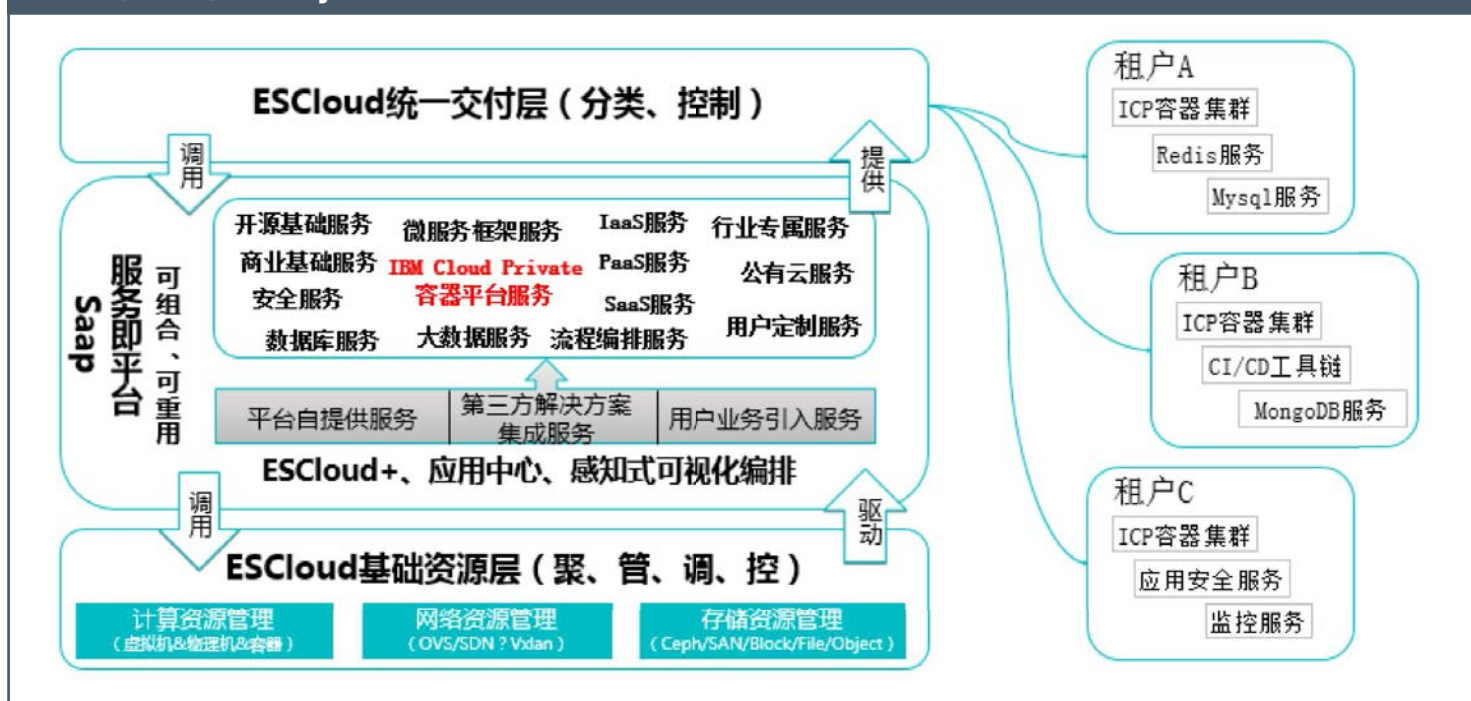 ESCloud统一交付层（分类、控制）
调用
提供
服务即平台
Saap
可组合、可重用
开源基础服务
微服务框架服务
IaaS服务
行业专属服务
商业基础服务
IBM Cloud Private
容器平台服务
PaaS服务
公有云服务
安全服务
SaaS服务
数据库服务
大数据服务
流程编排服务
用户定制服务
平台自提供服务
第三方解决方案
集成服务
用户业务引入服务
ESCloud+、应用中心、感知式可视化编排
调用
驱动
ESCloud基础资源层（聚、管、调、控）
计算资源管理
（虚拟机&物理机&容器）
网络资源管理
（OVS/SDN？Vxlan）
存储资源管理
（Ceph/SAN/Block/File/Object）
租户A
ICP容器集群
Redis服务
Mysql服务
租户B
ICP容器集群
CI/CD工具链
MongoDB服务
租户C
ICP容器集群
应用安全服务
监控服务